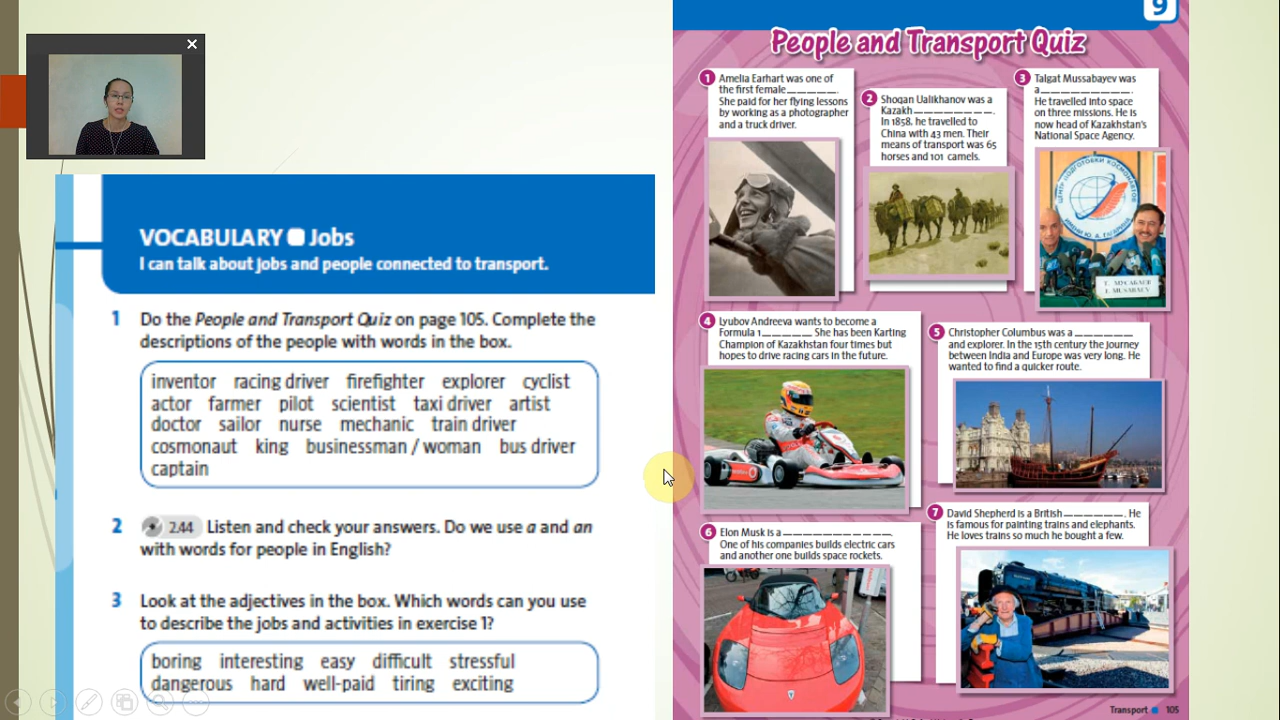 VOCABULARY Jobs
I can talk about jobs and people connected to transport.
1 Do the People and Transport Quiz on page 105. Complete the
descriptions of the people with words in the box.
inventor racing driver firefighter explorer cyclist
actor farmer pilot scientist taxi driver artist
doctor sailor nurse mechanic train driver
cosmonaut king businessman / woman bus driver
captain
2 2.44 Listen and check your answers. Do we use a and an
with words for people in English?
3 Look at the adjectives in the box. Which words can you use
to describe the jobs and activities in exercise 1?
boring interesting easy difficult stressful
dangerous hard well-paid tiring exciting
9
People and Transport Quiz
1 Amelia Earhart was one of
the first female_____.
She paid for her flying lessons
by working as a photographer
and a truck driver.
2 Shoqan Ualikhanov was a
Kazakh ________.
In 1858, he travelled to
China with 43 men. Their
means of transport was 65
horses and 101 camels.
3 Talgat Mussabayev was
a_________.
He travelled into space
on three missions. He is
now head of Kazakhstan's
National Space Agency.
ЦЕНТР ПОДГОТОВКИ КОСМОНАВТОВ
ИМЕНИ Ю. А. ГАГАРИНА
Т. МУСАБАЕВ
T. MUSABAEV
4 Lyubov Andreeva wants to become a
Formula 1_____ She has been Karting
Champion of Kazakhstan four times but
hopes to drive racing cars in the future.
5 Christopher Columbus was a ______
and explorer. In the 15th century the journey
between India and Europe was very long. He
wanted to find a quicker route.
6 Elon Musk is a ___________.
One of his companies builds electric cars
and another one builds space rockets.
7 David Shepherd is a British ______. He
is famous for painting trains and elephants.
He loves trains so much he bought a few.
Transport 105